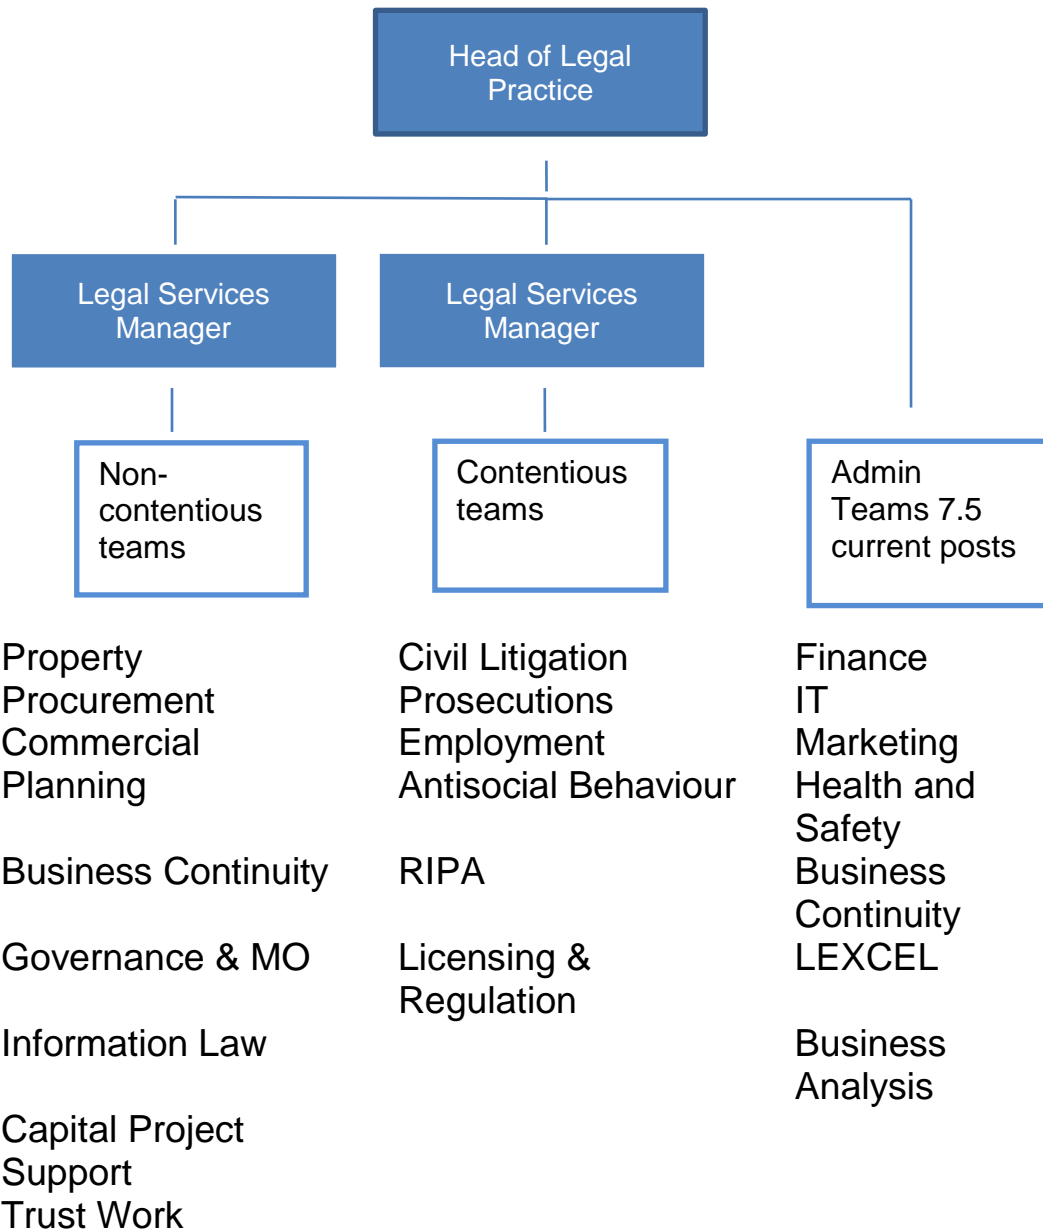 Head of Legal
Practice
Legal Services
Manager
Legal Services
Manager
Non-
contentious
teams
Contentious
teams
Admin
Teams 7.5
current posts
Property
Procurement
Commercial
Planning
Business Continuity
Governance & MO
Information Law
Capital Project
Support
Trust Work
Civil Litigation
Prosecutions
Employment
Antisocial Behaviour
RIPA
Licensing &
Regulation
Finance
IT
Marketing
Health and
Safety
Business
Continuity
LEXCEL
Business
Analysis